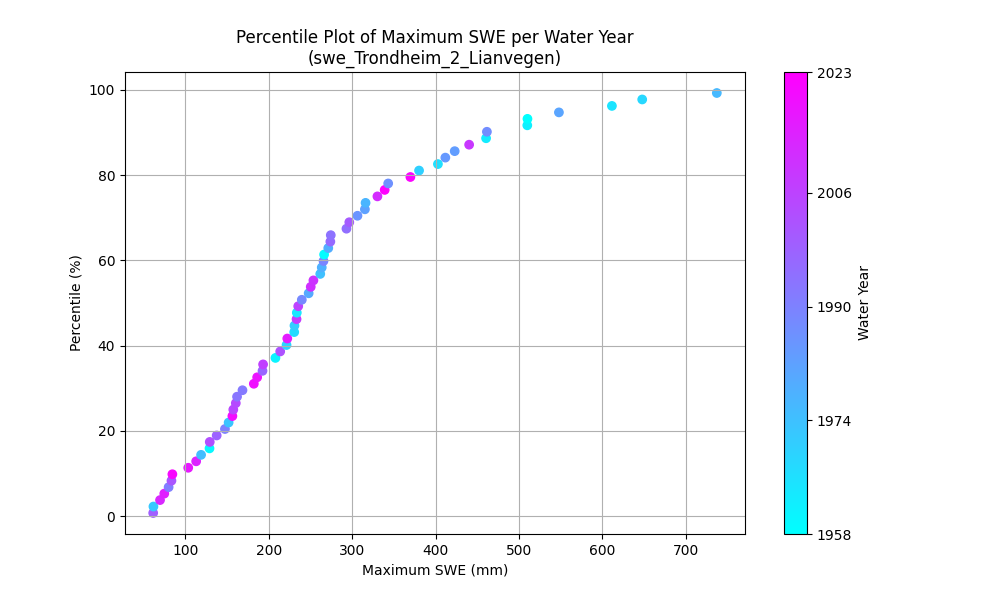 Percentile Plot of Maximum SWE per Water Year
(swe_Trondheim_2_Lianvegen)
Percentile (%)
100
80
60
40
20
0
100 200 300 400 500 600 700
Maximum SWE (mm)
2023
2006
1990
1974
1958
Water Year